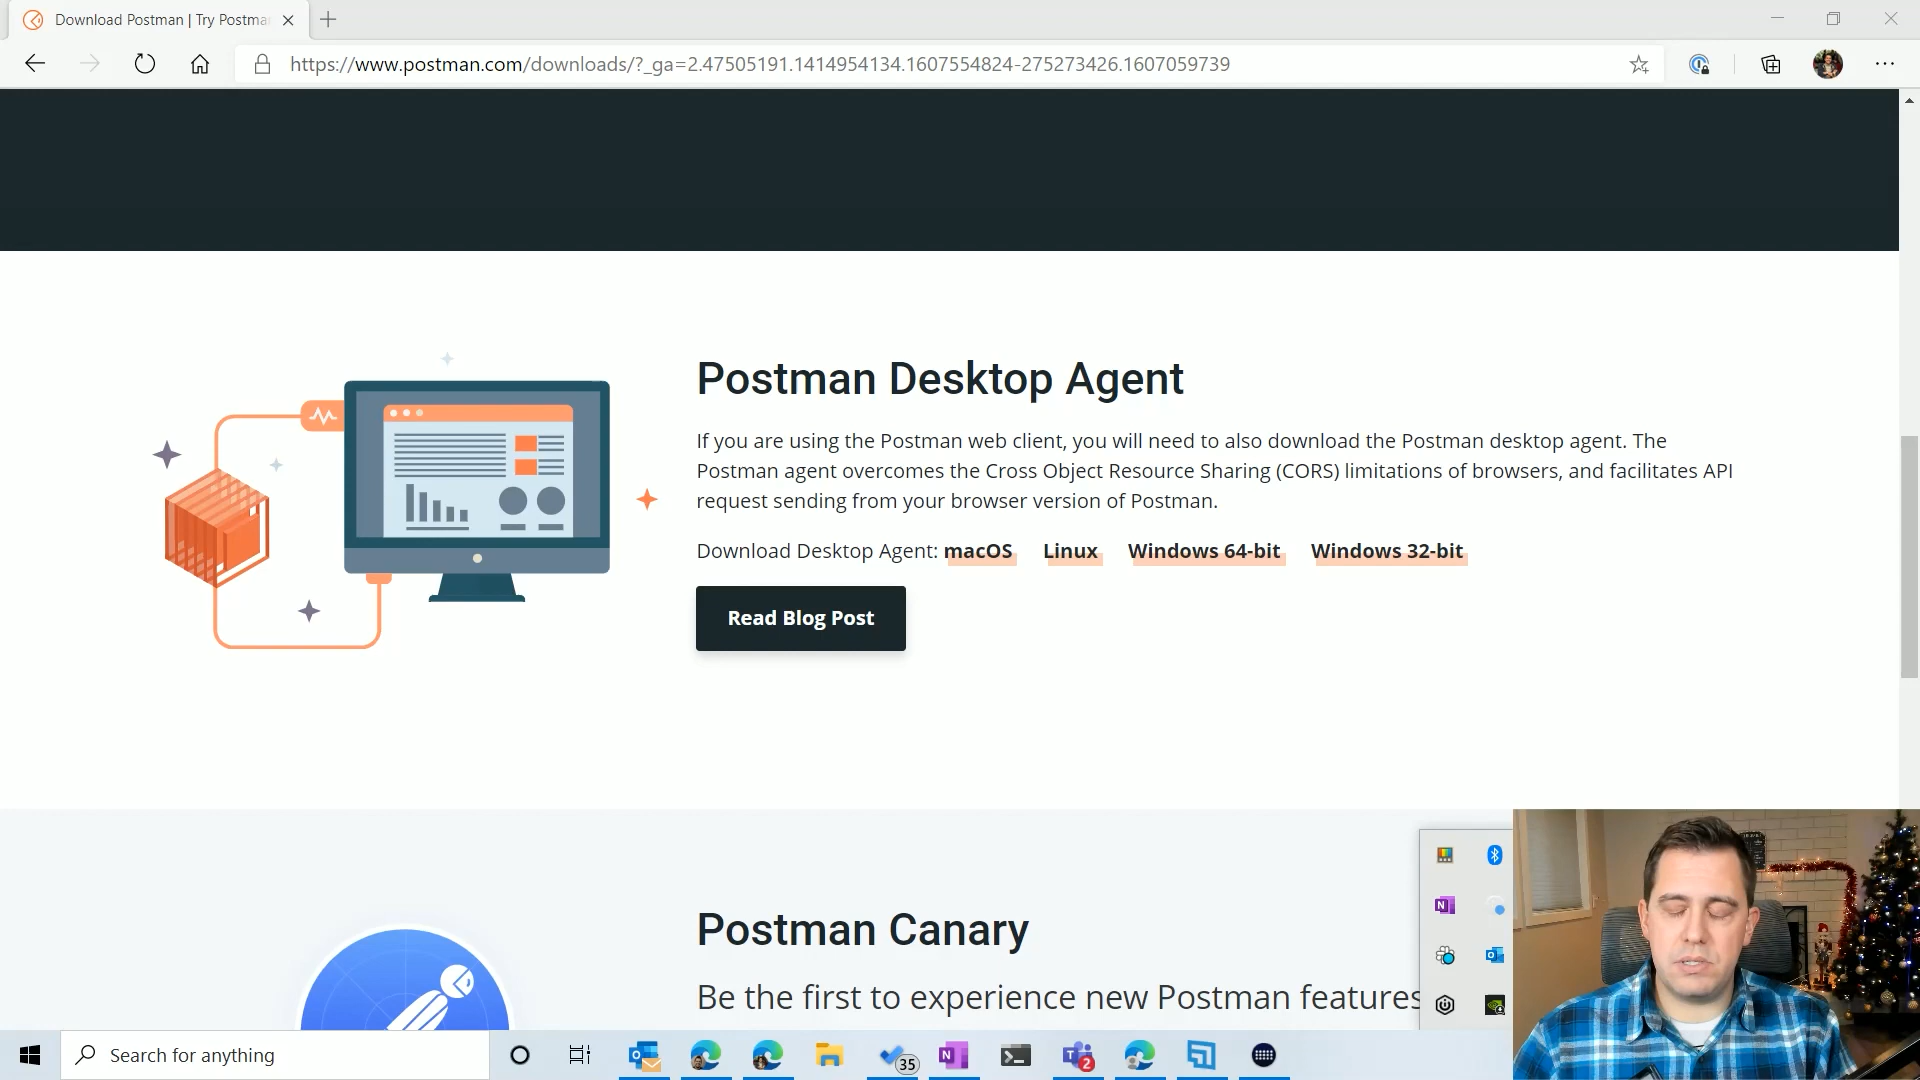 Download Postman | Try Postma
https://www.postman.com/downloads/?_ga=2.47505191.1414954134.1607554824-275273426.1607059739
Postman Desktop Agent
If you are using the Postman web client, you will need to also download the Postman desktop agent. The
Postman agent overcomes the Cross Object Resource Sharing (CORS) limitations of browsers, and facilitates API
request sending from your browser version of Postman.
Download Desktop Agent: macOS Linux Windows 64-bit Windows 32-bit
Read Blog Post
Postman Canary
Be the first to experience new Postman features
Search for anything
35
2